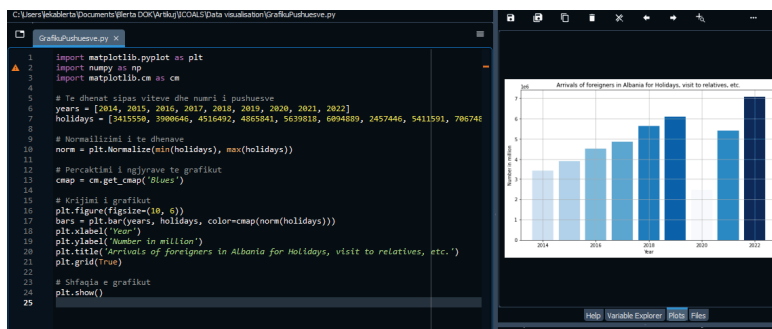 C:\Users\lekablerta\Documents\Blerta DOK\Artikuj\ICOALS\Data visualisation\GrafikuPushuesve.py
GrafikuPushuesve.py
1 import matplotlib.pyplot as plt
2 import numpy as np
3 import matplotlib.cm as cm
4
5 # Te dhenat sipas viteve dhe numri i pushuesve
6 years = [2014, 2015, 2016, 2017, 2018, 2019, 2020, 2021, 2022]
7 holidays = [3415550, 3900646, 4516492, 4865841, 5639818, 6094889, 2457446, 5411591, 706748
8
9 # Normailizimi i te dhenave
10 norm = plt.Normalize(min(holidays), max(holidays))
11
12 # Percaktimi i ngjyrave te grafikut
13 cmap = cm.get_cmap('Blues')
14
15 # Krijimi i grafikut
16 plt.figure(figsize=(10, 6))
17 bars = plt.bar(years, holidays, color=cmap(norm(holidays)))
18 plt.xlabel('Year')
19 plt.ylabel('Number in million')
20 plt.title('Arrivals of foreigners in Albania for Holidays, visit to relatives, etc.')
21 plt.grid(True)
22
23 # Shfaqia e grafikut
24 plt.show()
25
1e6
Arrivals of foreigners in Albania for Holidays, visit to relatives, etc.
7
6
5
4
3
2
1
0
Number in million
2014 2016 2018 2020 2022
Year
Help Variable Explorer Plots Files